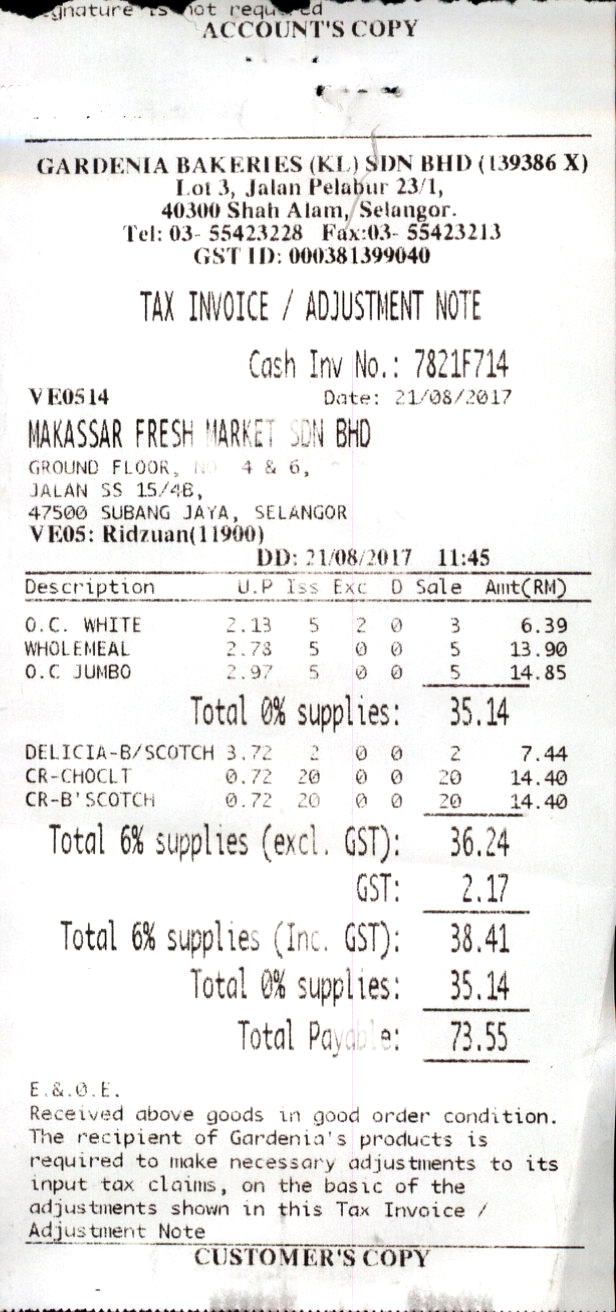 gnature is not required
ACCOUNT'S COPY
GARDENIA BAKERIES (KL) SDN BHD (139386 X)
Lot 3, Jalan Pelabur 23/1,
40300 Shah Alam, Selangor.
Tel: 03- 55423228 Fax:03- 55423213
GST ID: 000381399040
TAX INVOICE / ADJUSTMENT NOTE
Cash Inv No.: 7821F714
VE0514 Date: 21/08/2017
MAKASSAR FRESH MARKET SDN BHD
GROUND FLOOR, NO 4 & 6,
JALAN SS 15/4B,
47500 SUBANG JAYA, SELANGOR
VE05: Ridzuan(11900)
DD: 21/08/2017 11:45
Description U.P Iss Exc D Sale Amt(RM)
O.C. WHITE 2.13 5 2 0 3 6.39
WHOLEMEAL 2.78 5 0 0 5 13.90
O.C JUMBO 2.97 5 0 0 5 14.85
Total 0% supplies: 35.14
DELICIA-B/SCOTCH 3.72 2 0 0 2 7.44
CR-CHOCLT 0.72 20 0 0 20 14.40
CR-B'SCOTCH 0.72 20 0 0 20 14.40
Total 6% supplies (excl. GST): 36.24
GST: 2.17
Total 6% supplies (Inc. GST): 38.41
Total 0% supplies: 35.14
Total Payable: 73.55
E.&.O.E.
Received above goods in good order condition.
The recipient of Gardenia's products is
required to make necessary adjustments to its
input tax claims, on the basic of the
adjustments shown in this Tax Invoice /
Adjustment Note
CUSTOMER'S COPY